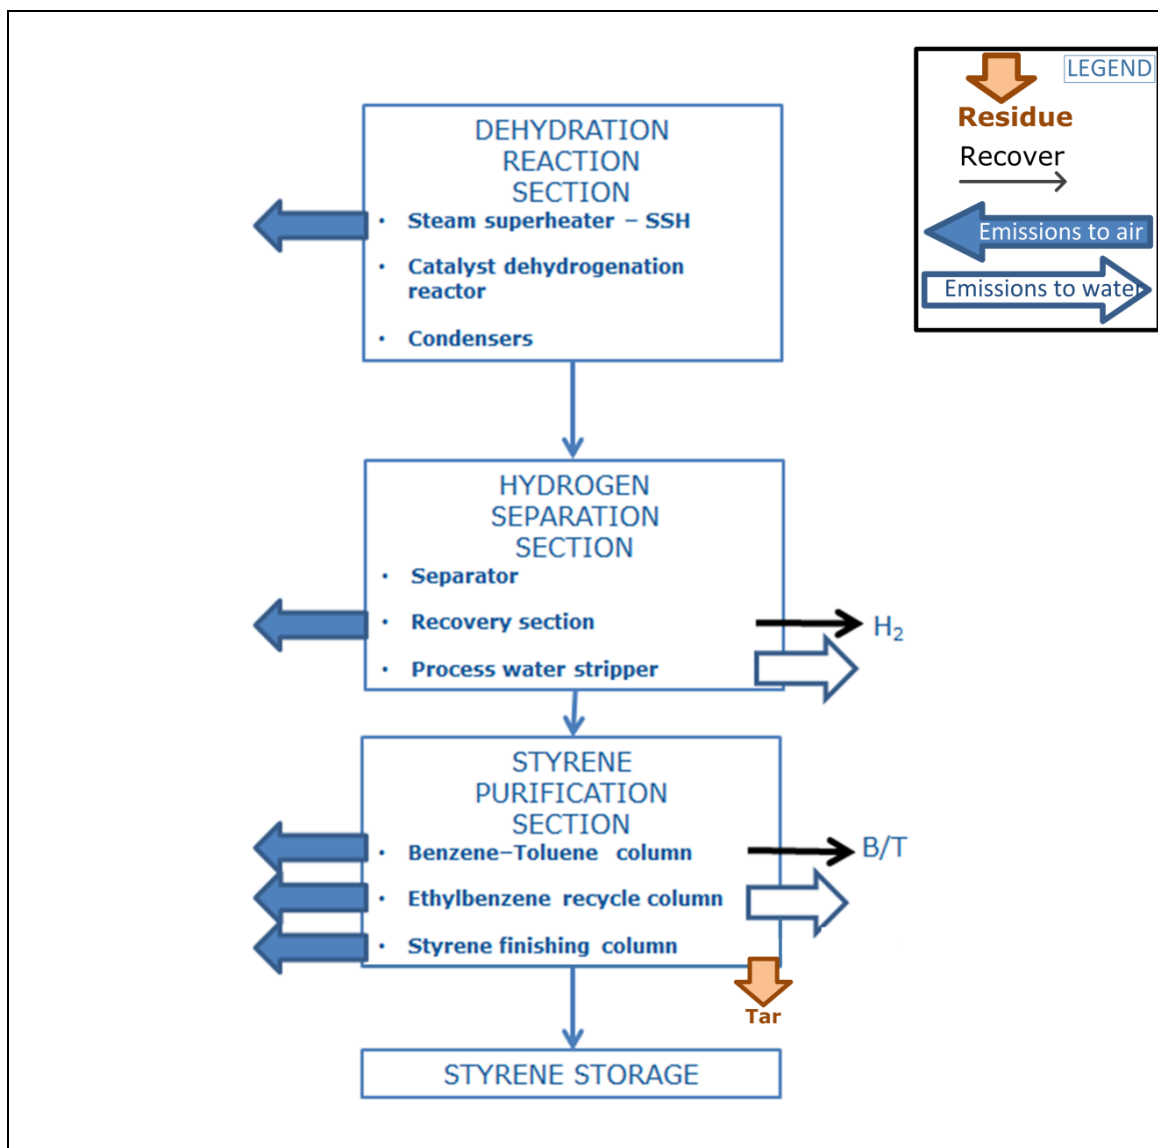 LEGEND
Residue
Recover
Emissions to air
Emissions to water
DEHYDRATION
REACTION
SECTION
• Steam superheater – SSH
• Catalyst dehydrogenation
reactor
• Condensers
HYDROGEN
SEPARATION
SECTION
• Separator
• Recovery section
• Process water stripper
H₂
STYRENE
PURIFICATION
SECTION
• Benzene–Toluene column
• Ethylbenzene recycle column
• Styrene finishing column
B/T
Tar
STYRENE STORAGE